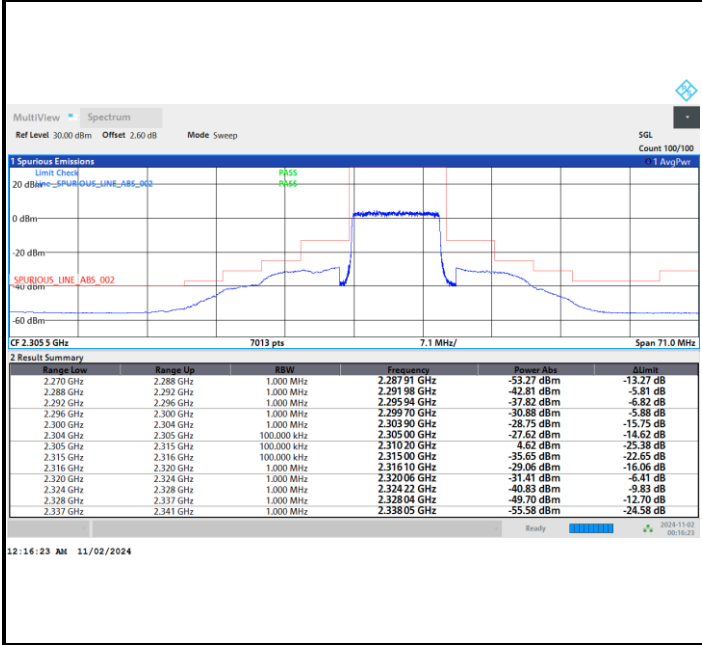 MultiView Spectrum
Ref Level 30.00 dBm Offset 2.60 dB Mode Sweep SGL
Count 100/100
1 Spurious Emissions 1 AvgPwr
Limit Check PASS
Line _SPURIOUS_LINE_ABS_002 PASS
20 dBm
0 dBm
-20 dBm
SPURIOUS_LINE_ABS_002
-40 dBm
-60 dBm
CF 2.305 5 GHz 7013 pts 7.1 MHz/ Span 71.0 MHz
2 Result Summary
Range Low Range Up RBW Frequency Power Abs ΔLimit
2.270 GHz 2.288 GHz 1.000 MHz 2.287 91 GHz -53.27 dBm -13.27 dB
2.288 GHz 2.292 GHz 1.000 MHz 2.291 98 GHz -42.81 dBm -5.81 dB
2.292 GHz 2.296 GHz 1.000 MHz 2.295 94 GHz -37.82 dBm -6.82 dB
2.296 GHz 2.300 GHz 1.000 MHz 2.299 70 GHz -30.88 dBm -5.88 dB
2.300 GHz 2.304 GHz 1.000 MHz 2.303 90 GHz -28.75 dBm -15.75 dB
2.304 GHz 2.305 GHz 100.000 kHz 2.305 00 GHz -27.62 dBm -14.62 dB
2.305 GHz 2.315 GHz 100.000 kHz 2.310 20 GHz 4.62 dBm -25.38 dB
2.315 GHz 2.316 GHz 100.000 kHz 2.315 00 GHz -35.65 dBm -22.65 dB
2.316 GHz 2.320 GHz 1.000 MHz 2.316 10 GHz -29.06 dBm -16.06 dB
2.320 GHz 2.324 GHz 1.000 MHz 2.320 06 GHz -31.41 dBm -6.41 dB
2.324 GHz 2.328 GHz 1.000 MHz 2.324 22 GHz -40.83 dBm -9.83 dB
2.328 GHz 2.337 GHz 1.000 MHz 2.328 04 GHz -49.70 dBm -12.70 dB
2.337 GHz 2.341 GHz 1.000 MHz 2.338 05 GHz -55.58 dBm -24.58 dB
Ready 2024-11-02
00:16:23
12:16:23 AM 11/02/2024